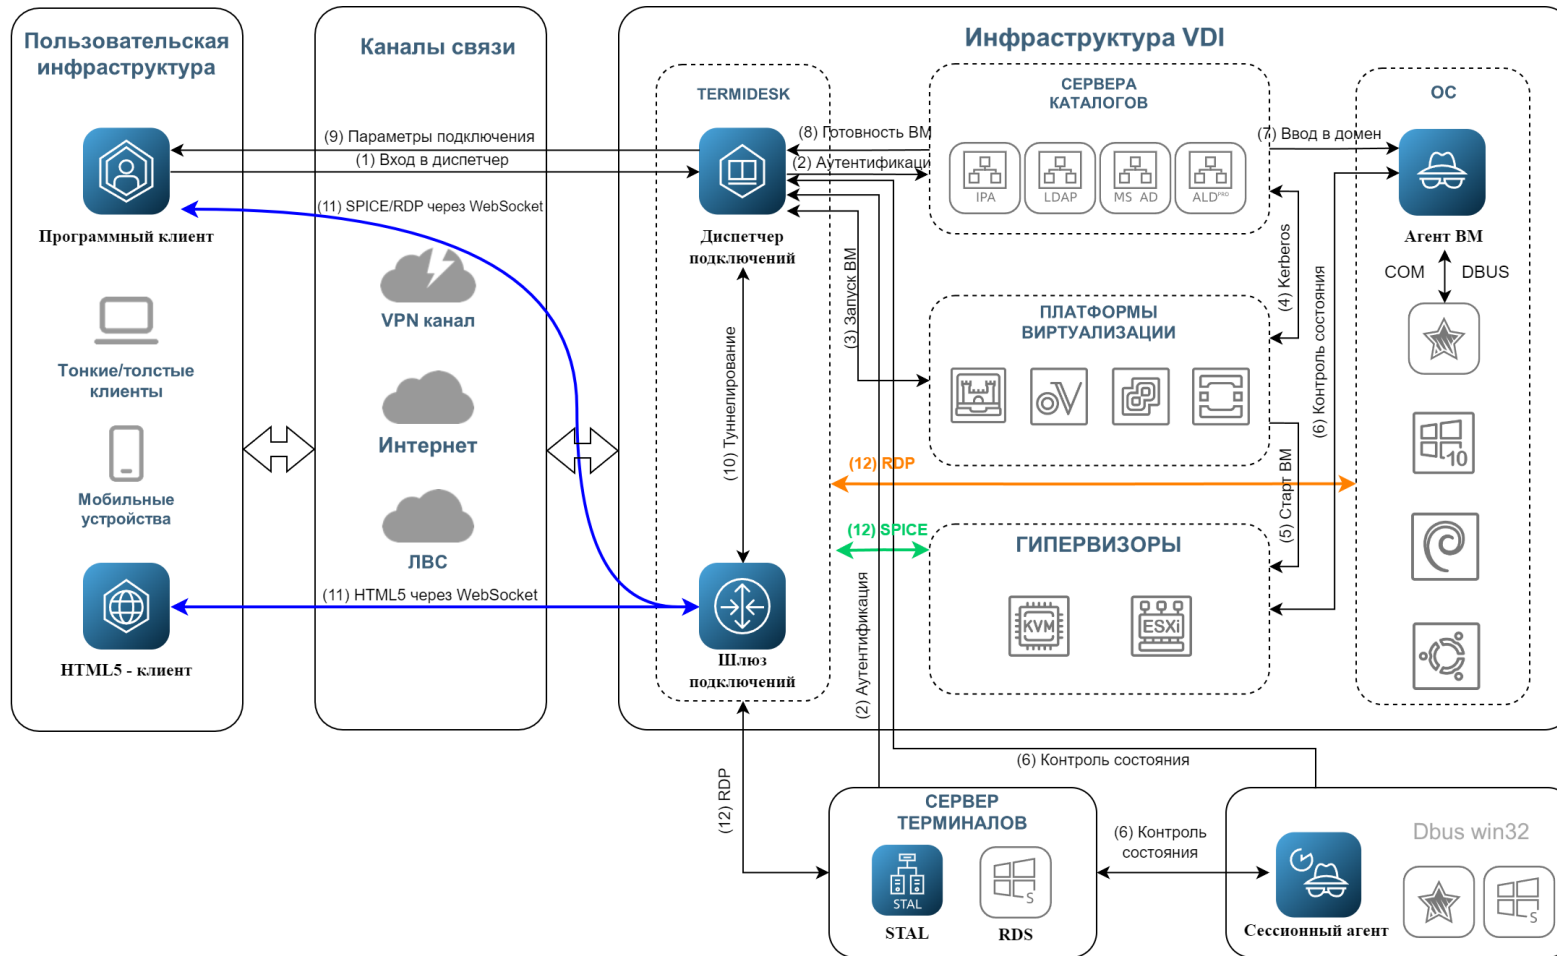 Пользовательская
инфраструктура
Каналы связи
Инфраструктура VDI
TERMIDESK
СЕРВЕРА
КАТАЛОГОВ
ОС
(9) Параметры подключения
(1) Вход в диспетчер
(8) Готовность ВМ
(2) Аутентификаци
(7) Ввод в домен
IPA
LDAP
MS AD
ALD PRO
(11) SPICE/RDP через WebSocket
Программный клиент
Диспетчер
подключений
Агент ВМ
COM
DBUS
(3) Запуск ВМ
(4) Kerberos
(6) Контроль состояния
VPN канал
ПЛАТФОРМЫ
ВИРТУАЛИЗАЦИИ
oV
Тонкие/толстые
клиенты
Интернет
(10) Туннелирование
10
Мобильные
устройства
(12) RDP
(5) Старт ВМ
(12) SPICE
ГИПЕРВИЗОРЫ
ЛВС
(11) HTML5 через WebSocket
KVM
ESXi
HTML5 - клиент
Шлюз
подключений
(2) Аутентификация
(6) Контроль состояния
(12) RDP
СЕРВЕР
ТЕРМИНАЛОВ
(6) Контроль
состояния
Dbus win32
STAL
S
S
STAL
RDS
Сессионный агент